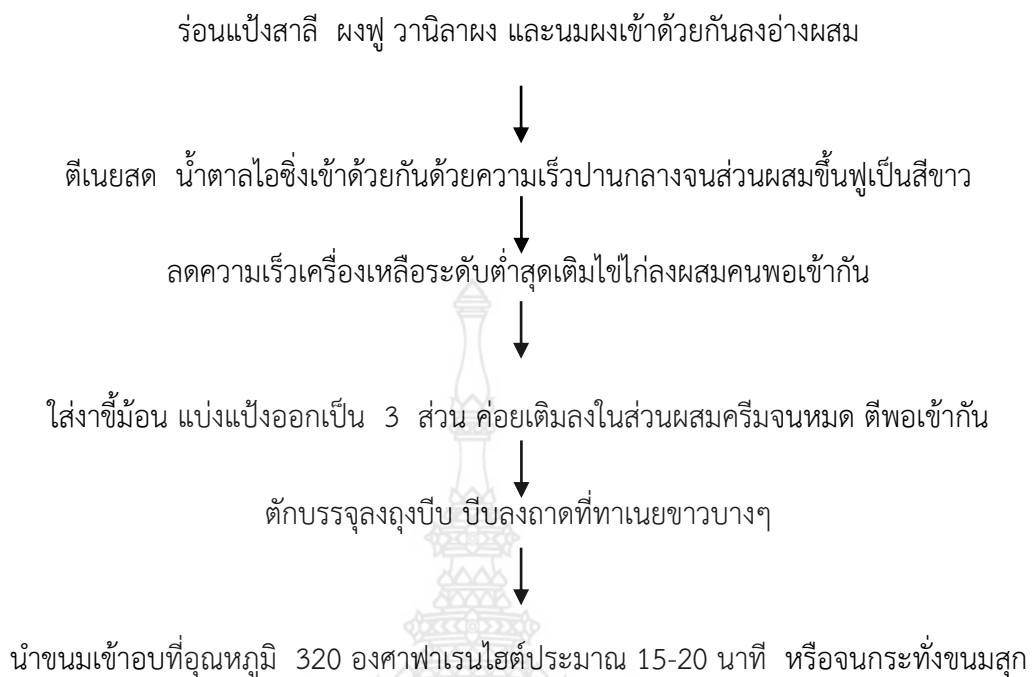 ร่อนแป้งสาลี ผงฟู วานิลาผง และนมผงเข้าด้วยกันลงอ่างผสม
ตีเนยสด น้ำตาลไอซิ่งเข้าด้วยกันด้วยความเร็วปานกลางจนส่วนผสมขึ้นฟูเป็นสีขาว
ลดความเร็วเครื่องเหลือระดับต่ำสุดเติมไข่ไก่ลงผสมคนพอเข้ากัน
ใส่งาขี้ม้อน แบ่งแป้งออกเป็น 3 ส่วน ค่อยเติมลงในส่วนผสมครีมจนหมด ตีพอเข้ากัน
ตักบรรจุลงถุงบีบ บีบลงถาดที่ทาเนยขาวบางๆ
นำขนมเข้าอบที่อุณหภูมิ 320 องศาฟาเรนไฮต์ประมาณ 15-20 นาที หรือจนกระทั่งขนมสุก